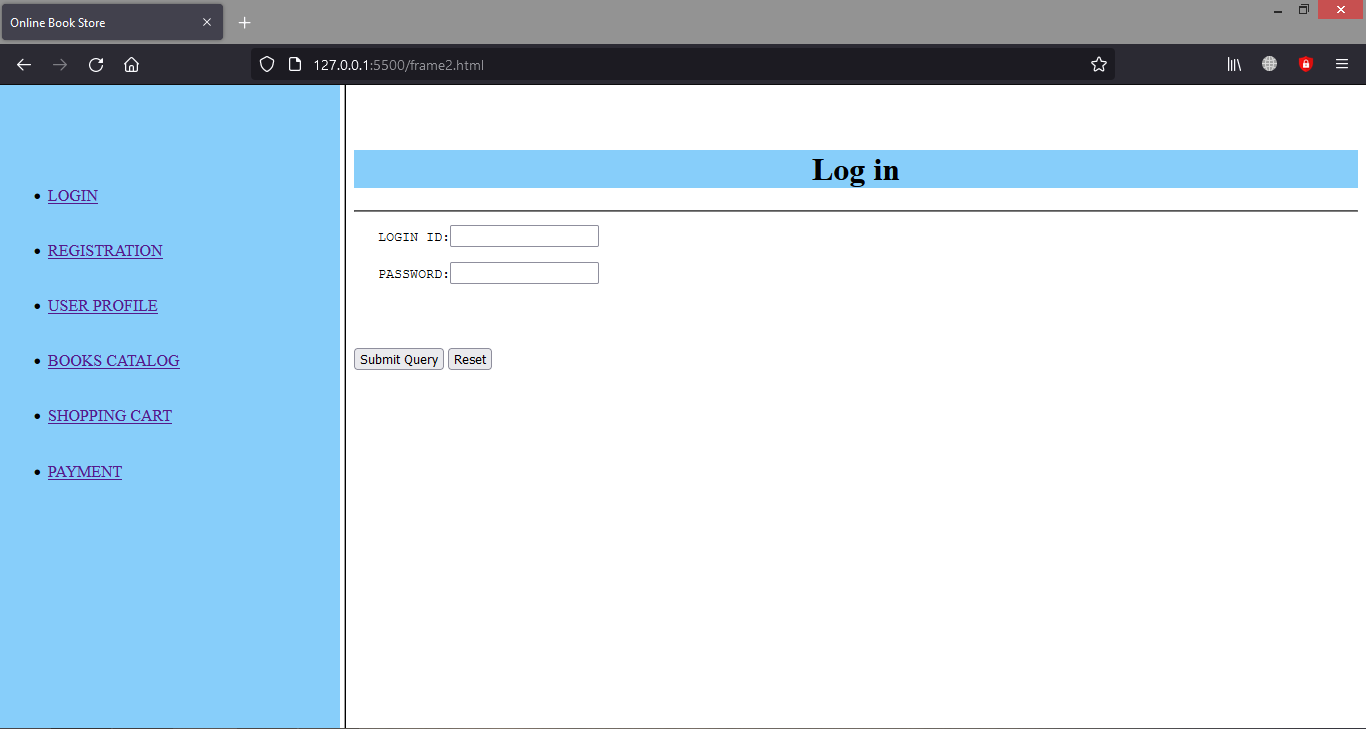 Online Book Store
127.0.0.1:5500/frame2.html
LOGIN
REGISTRATION
USER PROFILE
BOOKS CATALOG
SHOPPING CART
PAYMENT
Log in
LOGIN ID:
PASSWORD:
Submit Query Reset